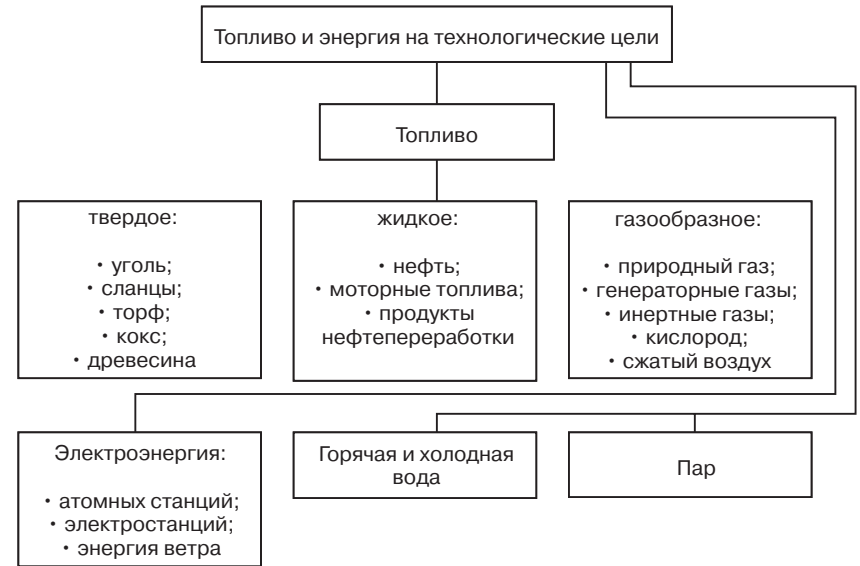 Топливо и энергия на технологические цели
Топливо
твердое:
• уголь;
• сланцы;
• торф;
• кокс;
• древесина
жидкое:
• нефть;
• моторные топлива;
• продукты
нефтепереработки
газообразное:
• природный газ;
• генераторные газы;
• инертные газы;
• кислород;
• сжатый воздух
Электроэнергия:
• атомных станций;
• электростанций;
• энергия ветра
Горячая и холодная
вода
Пар